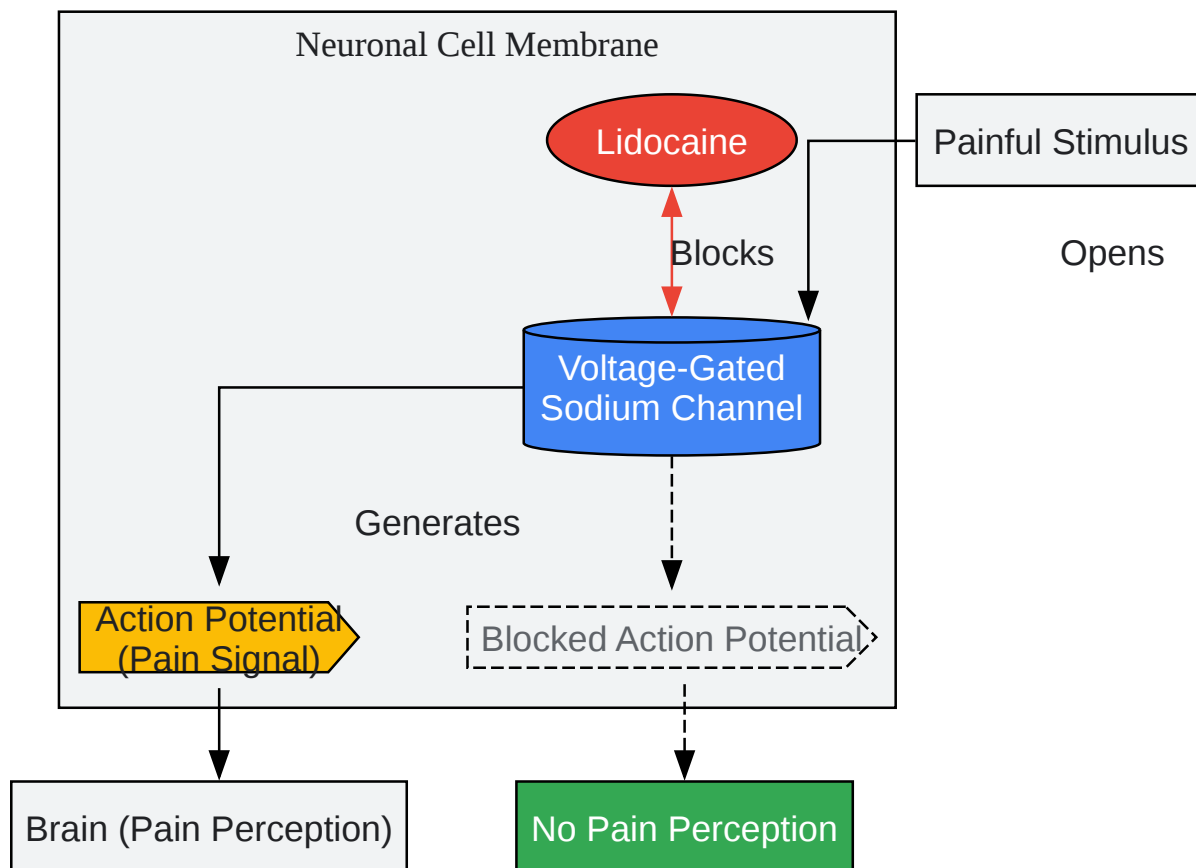 Neuronal Cell Membrane
Lidocaine
Painful Stimulus
Blocks
Opens
Voltage-Gated
Sodium Channel
Generates
Action Potential
(Pain Signal)
Blocked Action Potential
Brain (Pain Perception)
No Pain Perception